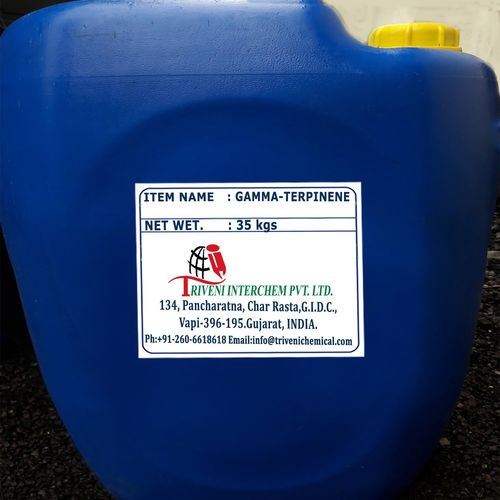 ITEM NAME : GAMMA-TERPINENE
NET WET. : 35 kgs
TRIVENI INTERCHEM PVT. LTD.
134, Pancharatna, Char Rasta,G.I.D.C.,
Vapi-396-195.Gujarat, INDIA.
Ph:+91-260-6618618 Email:info@trivenichemical.com